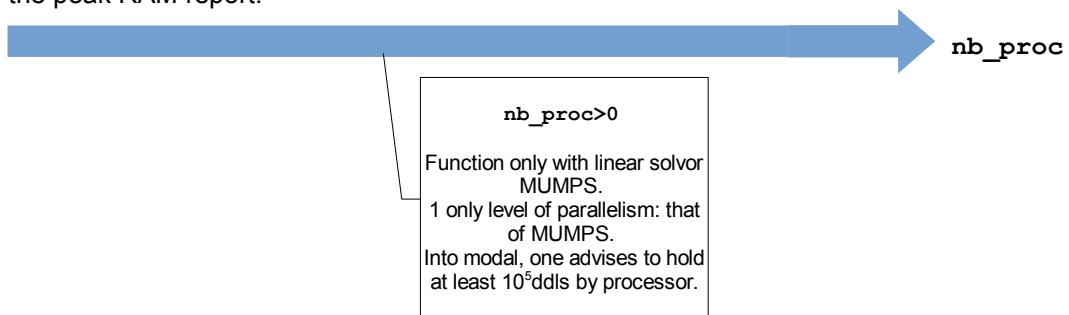 the peak RAM report.
nb_proc
nb_proc>0
Function only with linear solvor
MUMPS.
1 only level of parallelism: that
of MUMPS.
Into modal, one advises to hold
at least 10⁵ddls by processor.